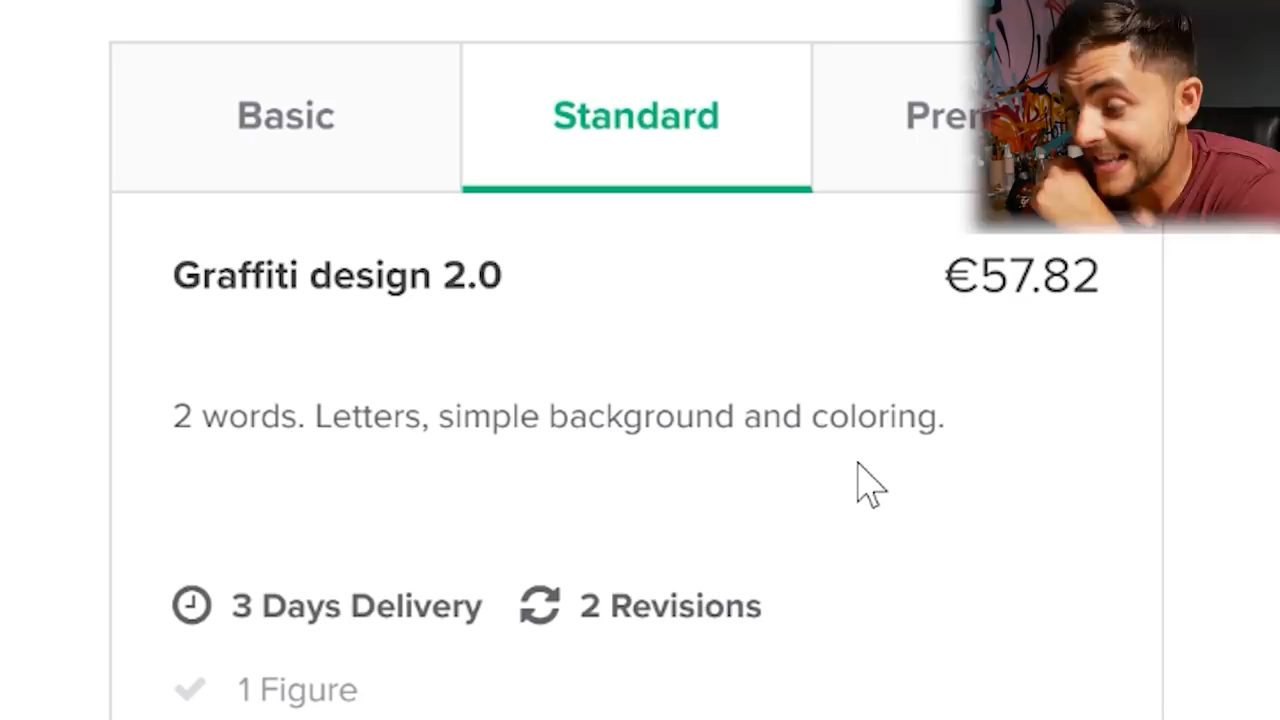 Basic
Standard
Graffiti design 2.0
€57.82
2 words. Letters, simple background and coloring.
3 Days Delivery
2 Revisions
1 Figure